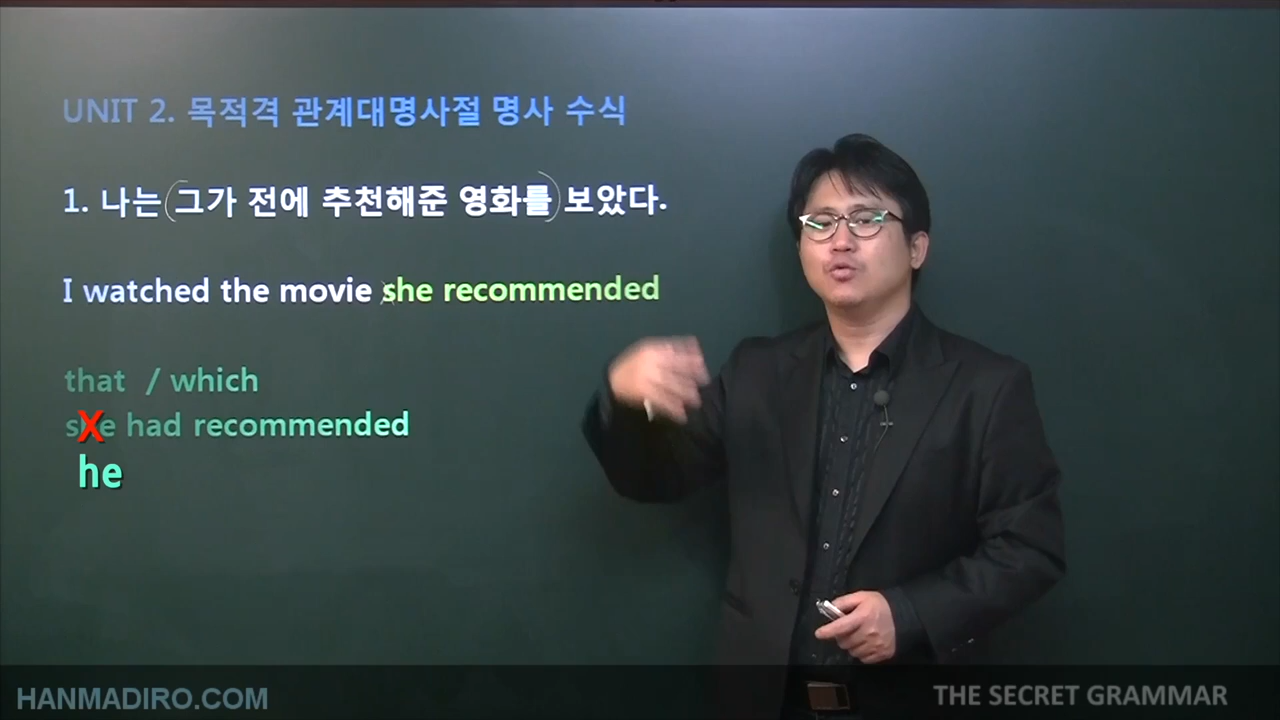 UNIT 2. 목적격 관계대명사절 명사 수식
1. 나는(그가 전에 추천해준 영화를) 보았다.
I watched the movie she recommended
that / which
she had recommended
X
he
HANMADIRO.COM
THE SECRET GRAMMAR